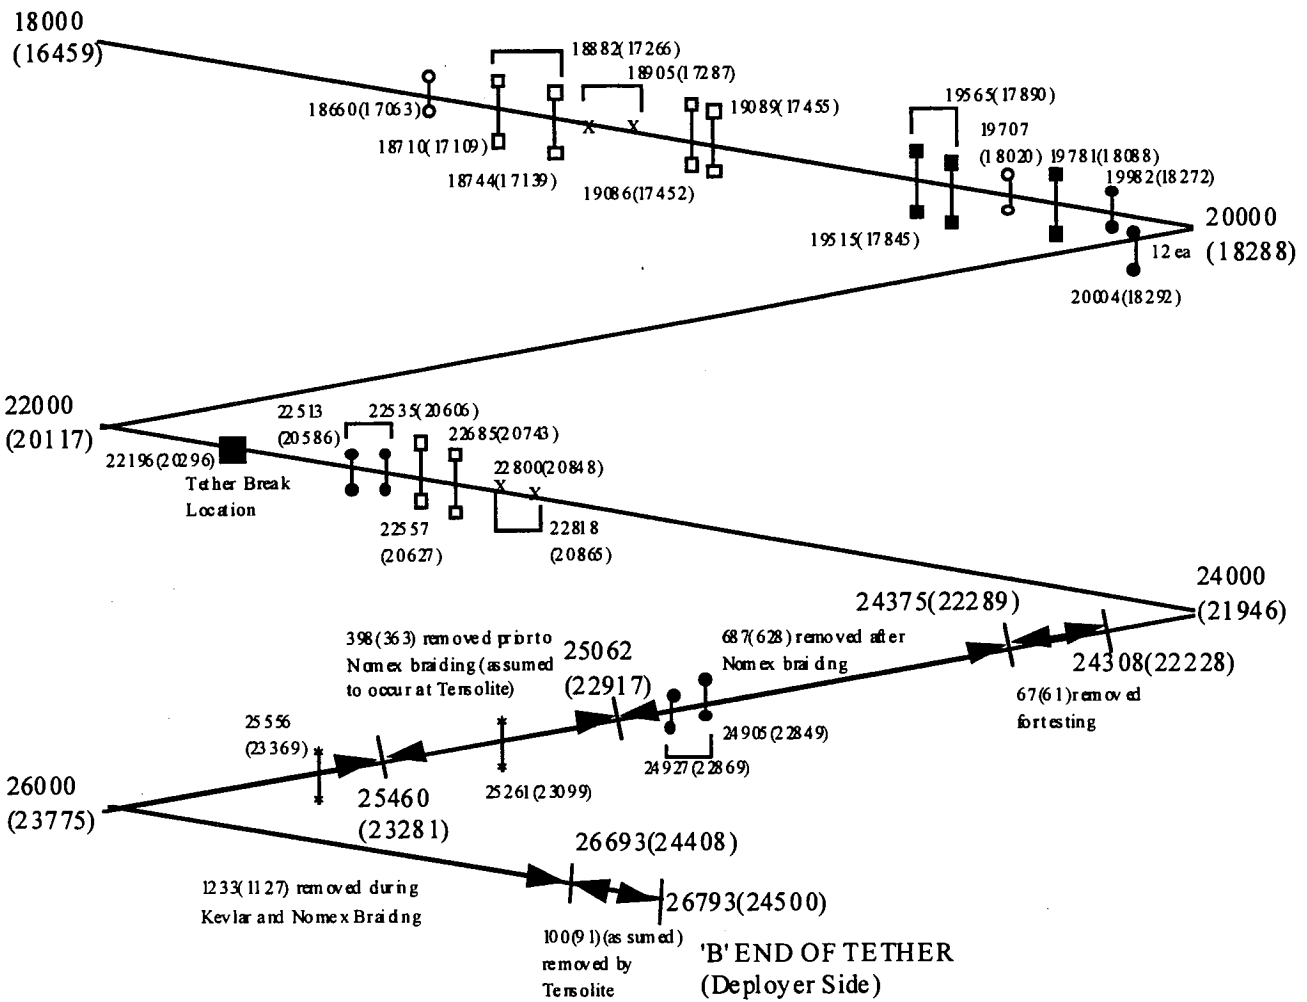 18000
(16459)
18882(17266)
18905(17287)
18660(17063)
18710(17109)
18744(17139)
19086(17452)
19089(17455)
19565(17890)
19707
(18020)
19781(18088)
19982(18272)
19515(17845)
20000
(18288)
12 ea
20004(18292)
22000
(20117)
22196(20296)
Tether Break
Location
22513
(20586)
22535(20606)
22685(20743)
22800(20848)
22557
(20627)
22818
(20865)
24000
(21946)
24375(22289)
24308(22228)
67(61) removed
for testing
687(628) removed after
Nomex braiding
398(363) removed prior to
Nomex braiding (assumed
to occur at Tensolite)
25062
(22917)
24905(22849)
24927(22869)
25556
(23369)
25261(23099)
25460
(23281)
26000
(23775)
26693(24408)
26793(24500)
1233(1127) removed during
Kevlar and Nomex Braiding
100(91) (assumed)
removed by
Tensolite
'B' END OF TETHER
(Deployer Side)